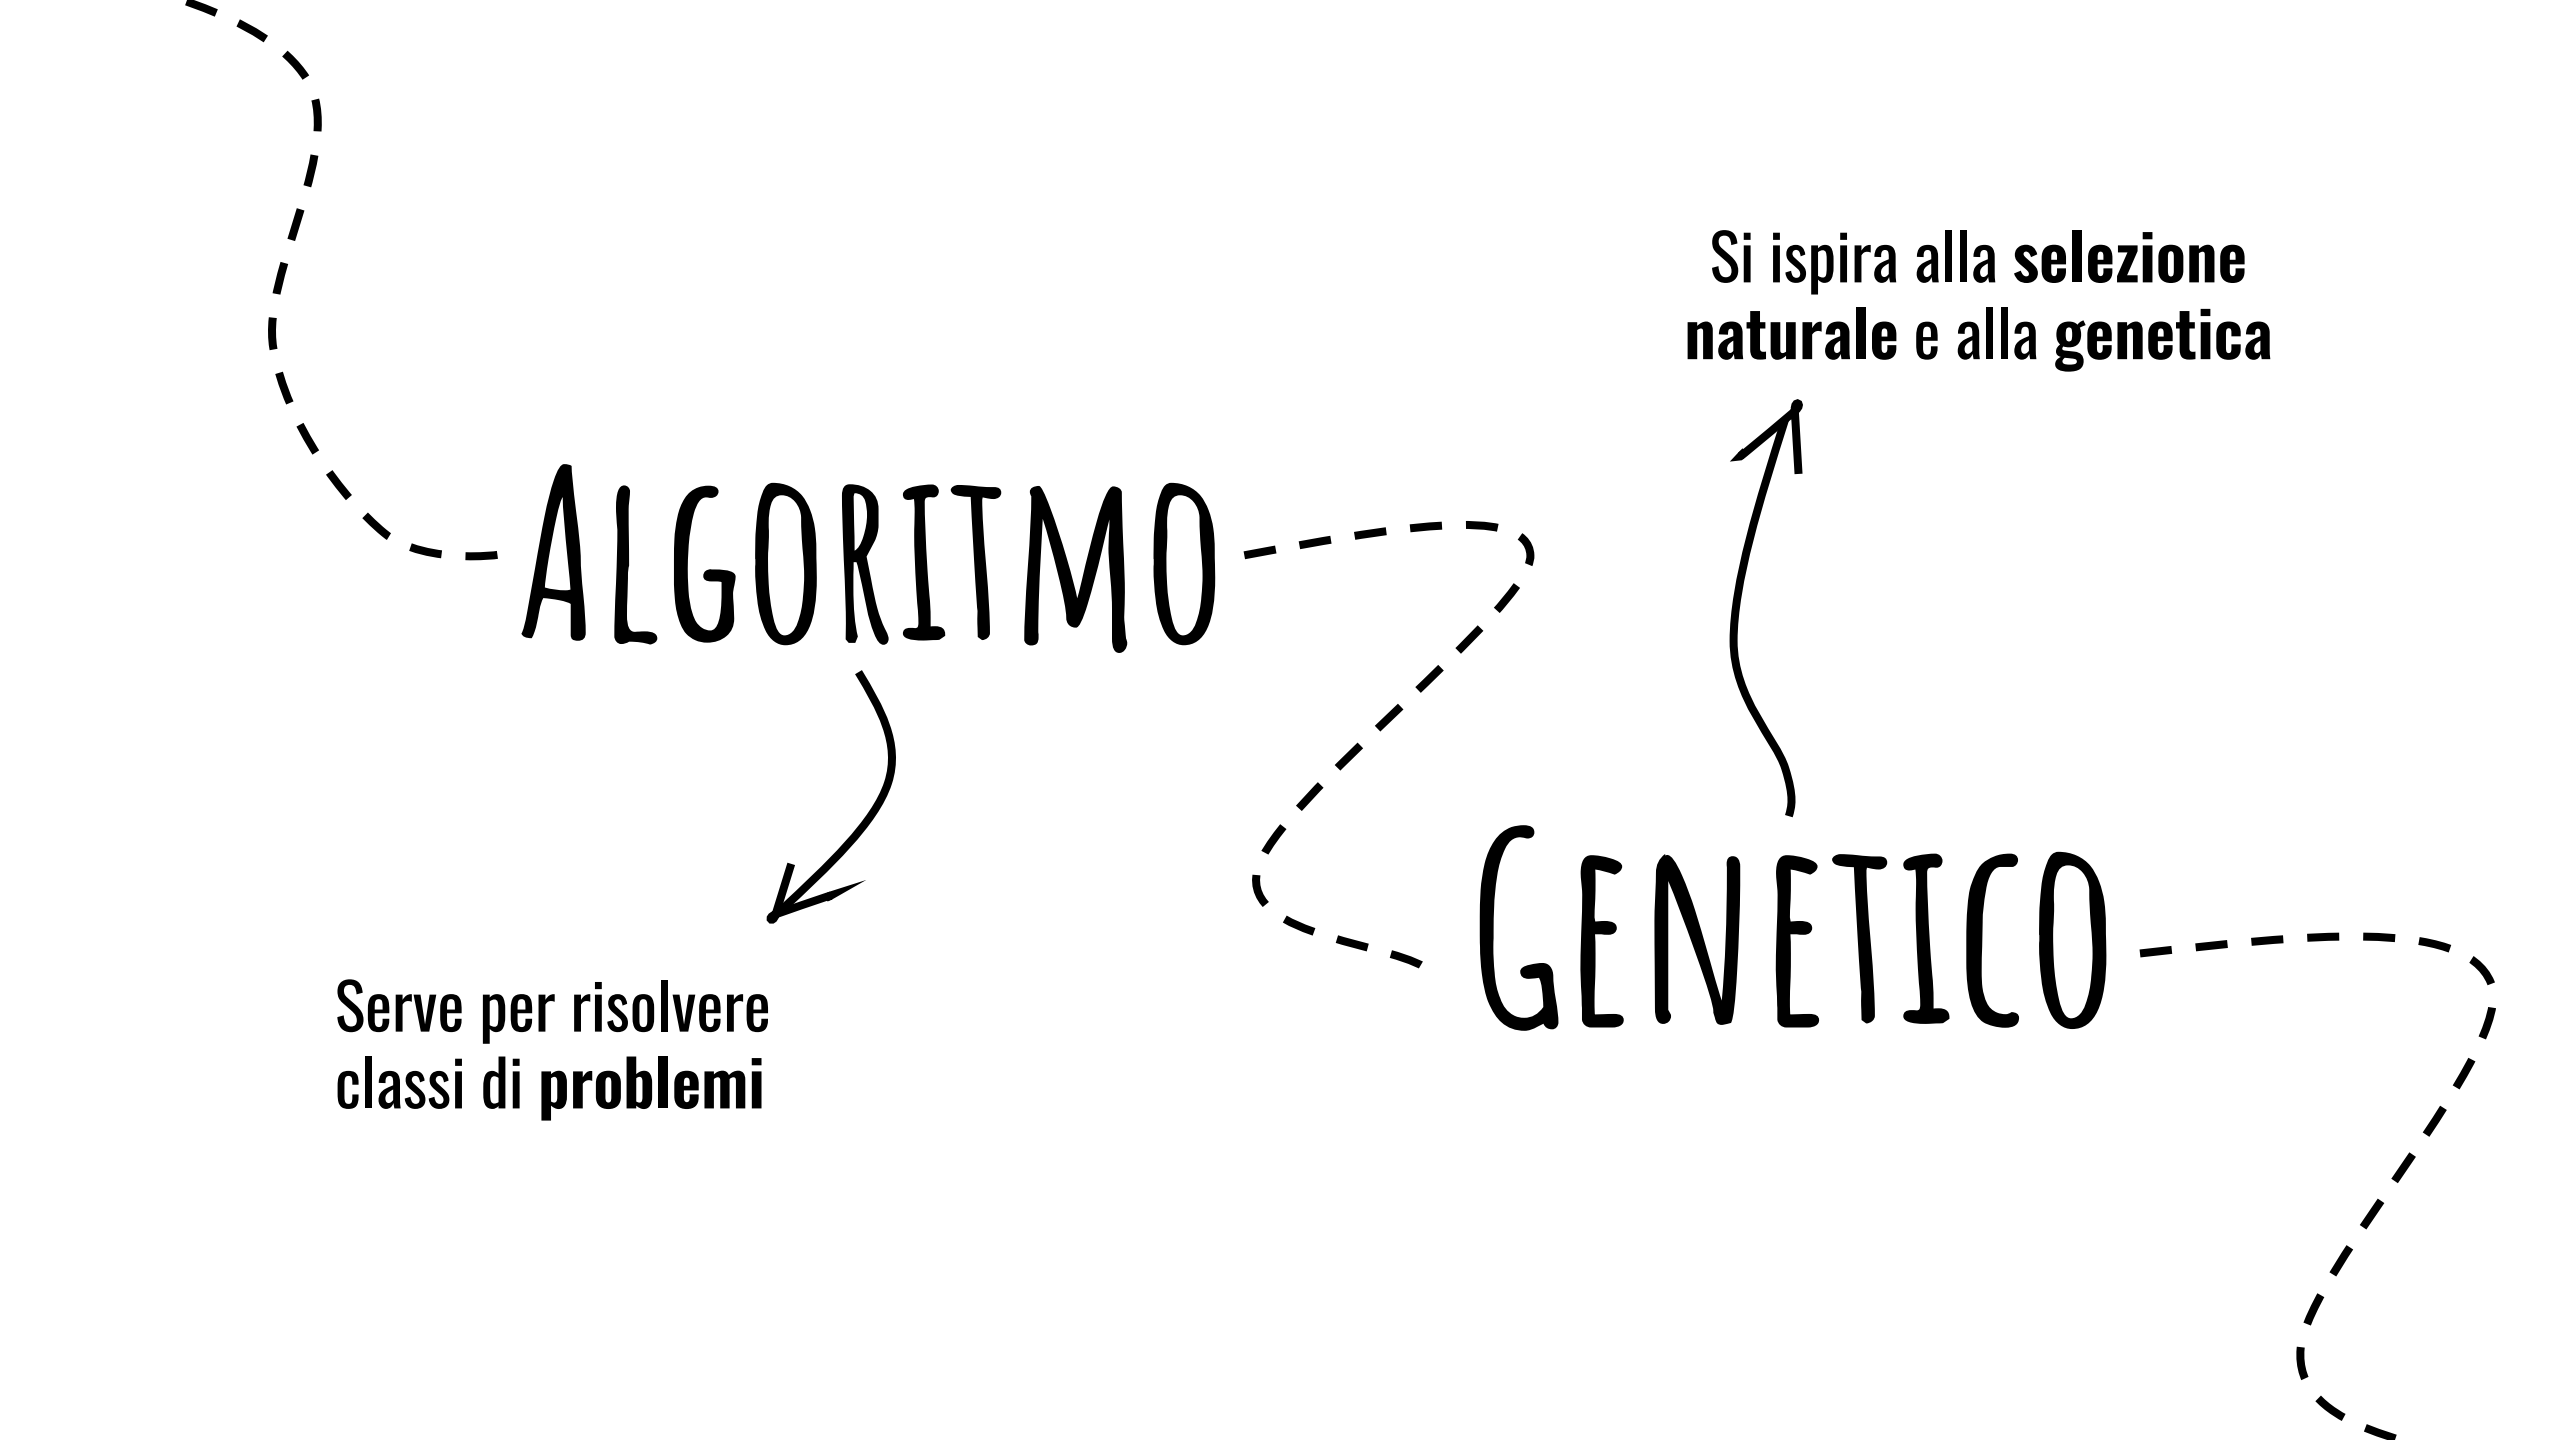 Si ispira alla selezione
naturale e alla genetica
ALGORITMO
GENETICO
Serve per risolvere
classi di problemi